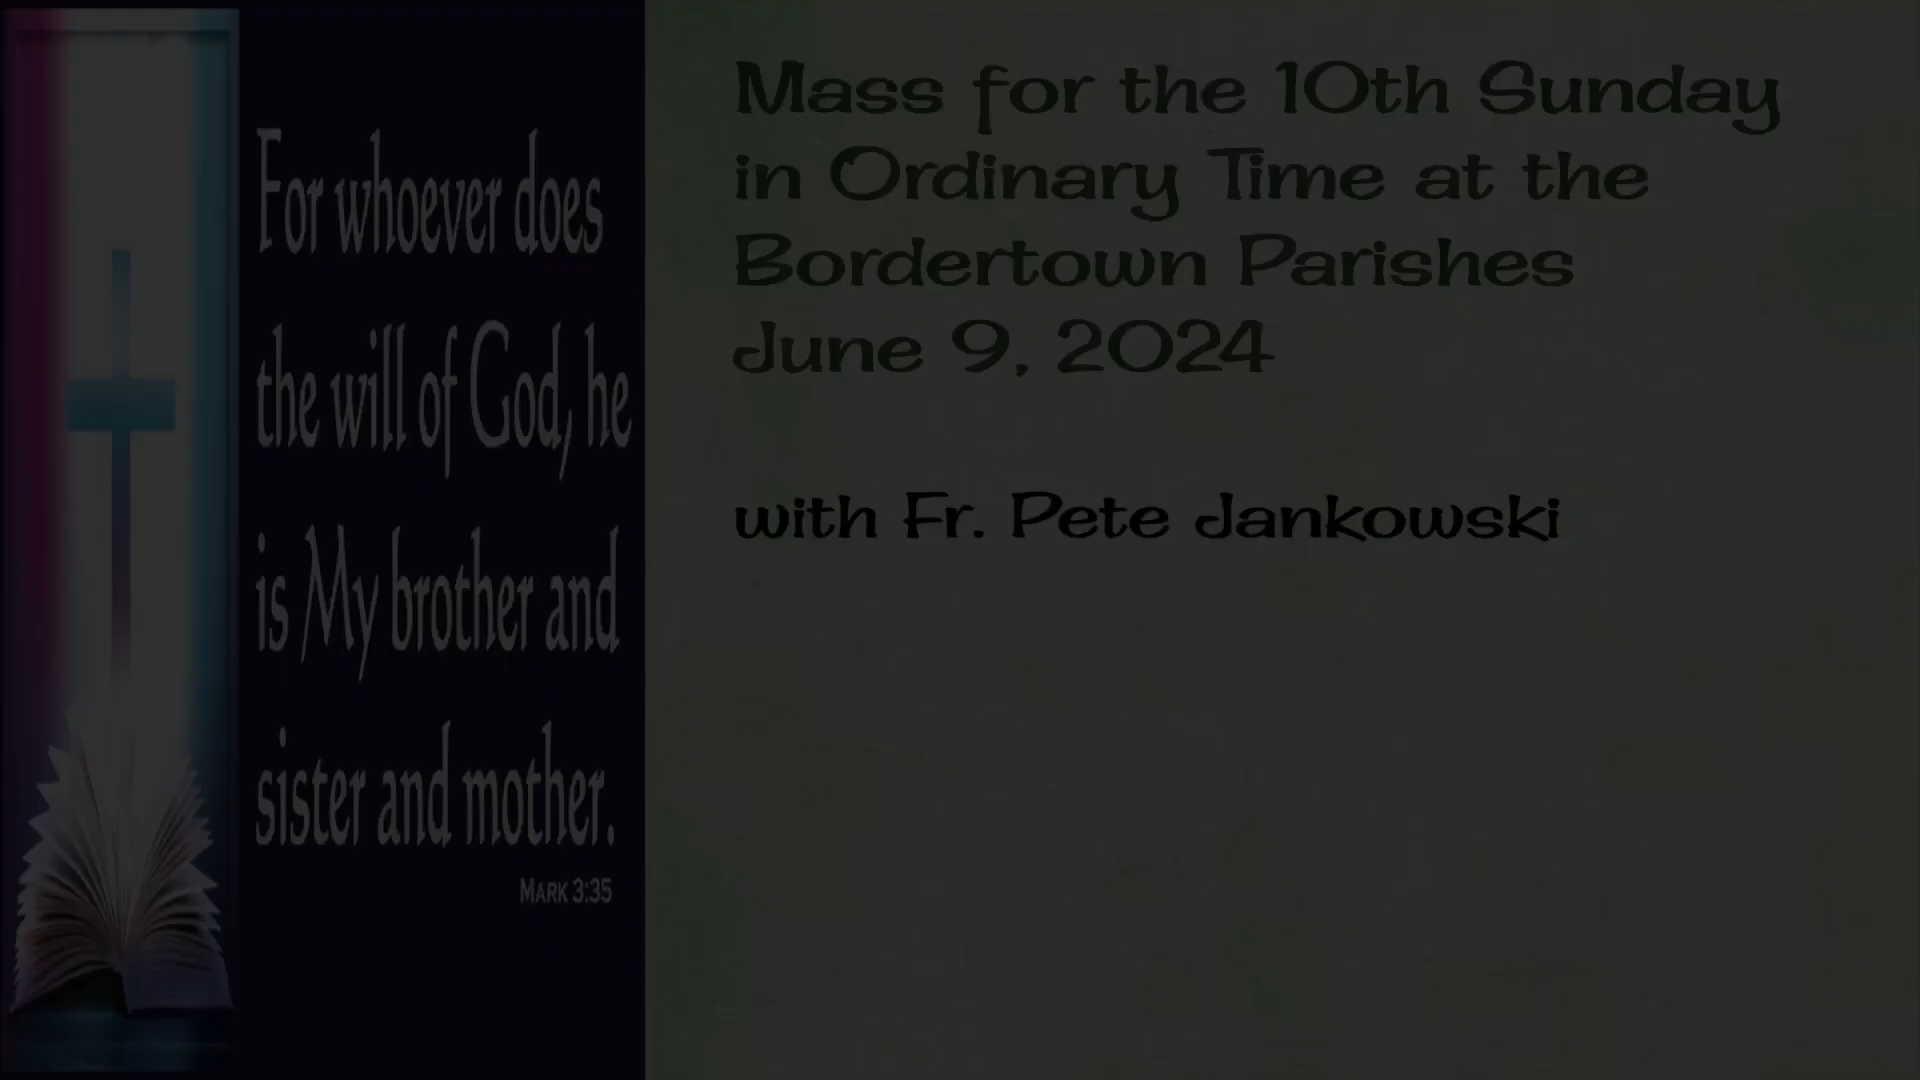 For whoever does
the will of God, he
is My brother and
sister and mother.
MARK 3:35
Mass for the 10th Sunday
in Ordinary Time at the
Bordertown Parishes
June 9, 2024
with Fr. Pete Jankowski